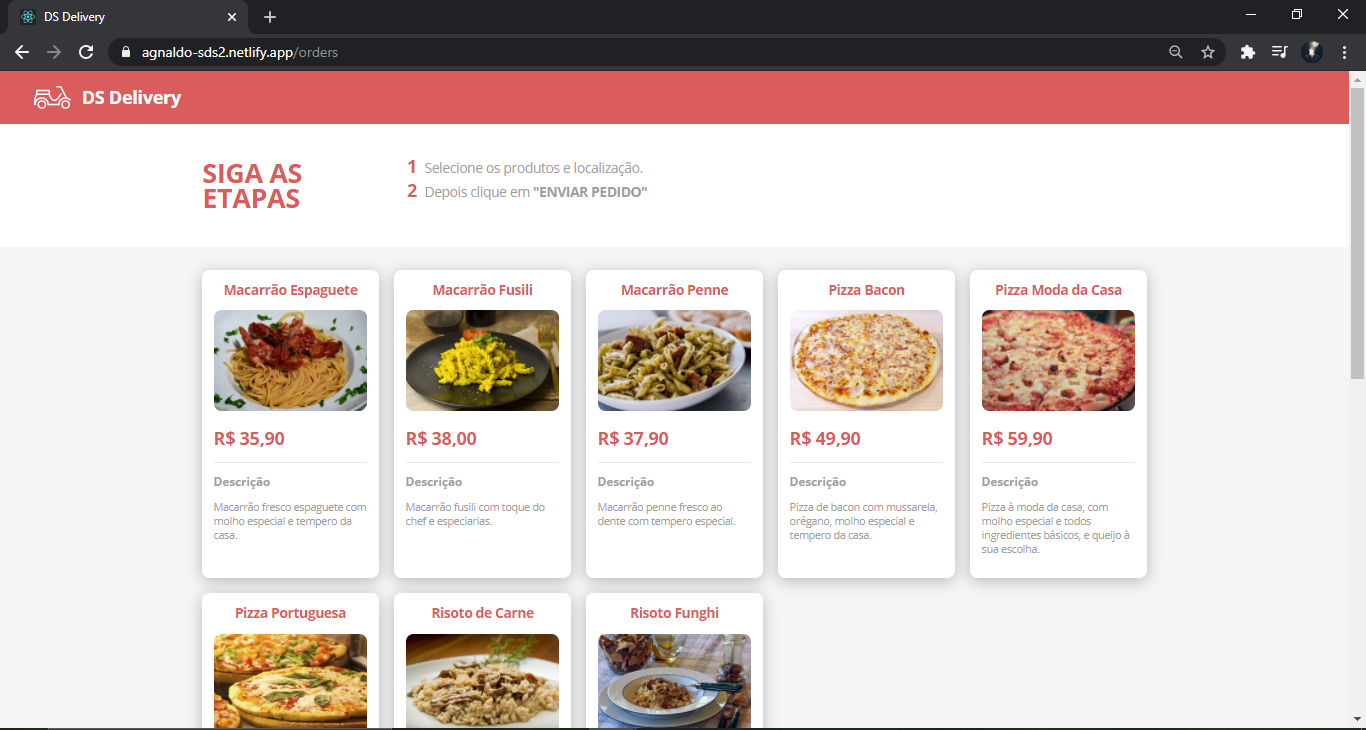 DS Delivery
agnaldo-sds2.netlify.app/orders
DS Delivery
SIGA AS
ETAPAS
1 Selecione os produtos e localização.
2 Depois clique em "ENVIAR PEDIDO"
Macarrão Espaguete
R$ 35,90
Descrição
Macarrão fresco espaguete com
molho especial e tempero da
casa.
Macarrão Fusili
R$ 38,00
Descrição
Macarrão fusili com toque do
chef e especiarias.
Macarrão Penne
R$ 37,90
Descrição
Macarrão penne fresco ao
dente com tempero especial.
Pizza Bacon
R$ 49,90
Descrição
Pizza de bacon com mussarela,
orégano, molho especial e
tempero da casa.
Pizza Moda da Casa
R$ 59,90
Descrição
Pizza à moda da casa, com
molho especial e todos
ingredientes básicos, e queijo à
sua escolha.
Pizza Portuguesa
Risoto de Carne
Risoto Funghi